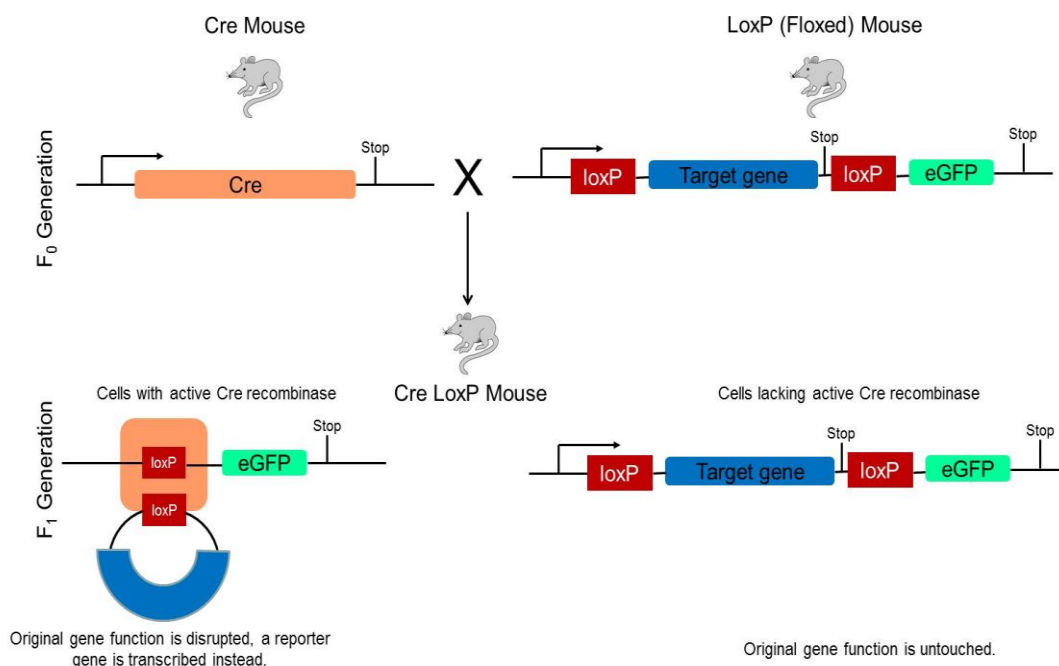 Cre Mouse
LoxP (Floxed) Mouse
F0 Generation
Stop
Cre
X
Stop
Stop
loxP
Target gene
loxP
eGFP
Cre LoxP Mouse
F1 Generation
Cells with active Cre recombinase
Stop
loxP
eGFP
loxP
Original gene function is disrupted, a reporter
gene is transcribed instead.
Cells lacking active Cre recombinase
Stop
Stop
loxP
Target gene
loxP
eGFP
Original gene function is untouched.